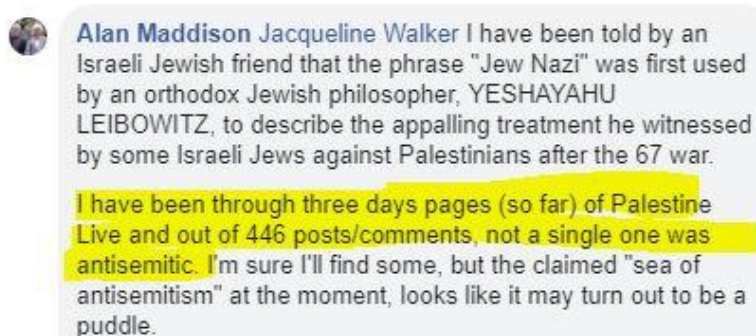 Alan Maddison Jacqueline Walker I have been told by an
Israeli Jewish friend that the phrase "Jew Nazi" was first used
by an orthodox Jewish philosopher, YESHAYAHU
LEIBOWITZ, to describe the appalling treatment he witnessed
by some Israeli Jews against Palestinians after the 67 war.
I have been through three days pages (so far) of Palestine
Live and out of 446 posts/comments, not a single one was
antisemitic. I'm sure I'll find some, but the claimed "sea of
antisemitism" at the moment, looks like it may turn out to be a
puddle.